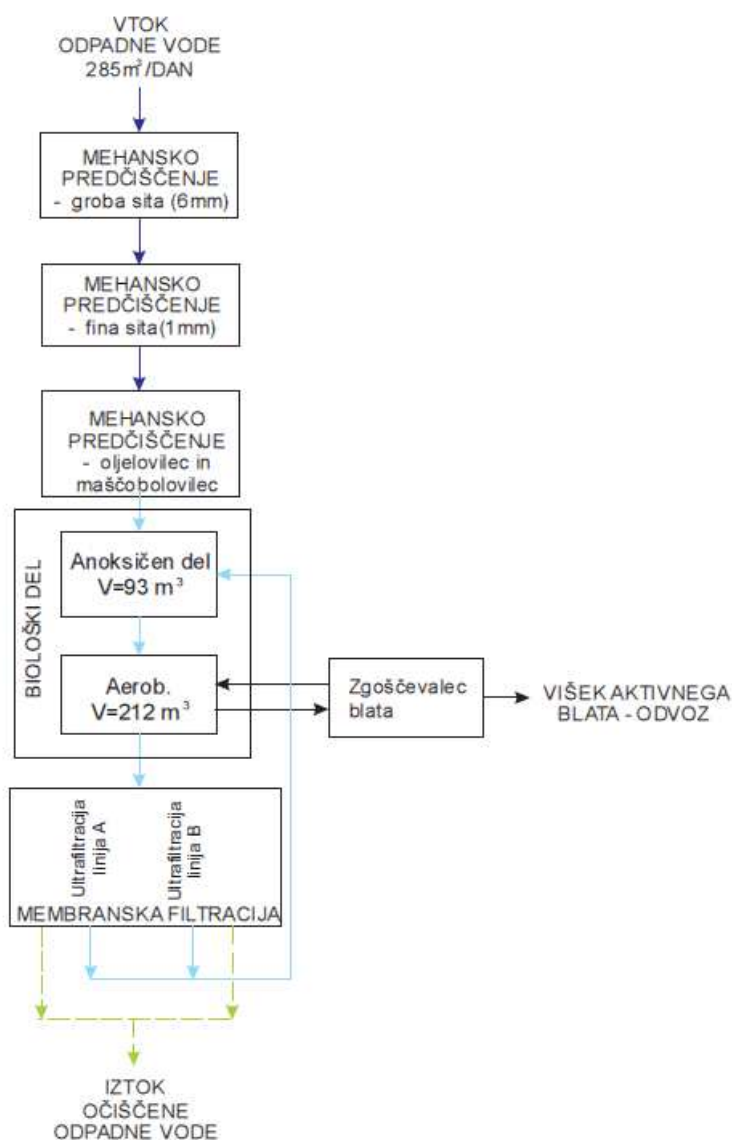 VTOK
ODPADNE VODE
285m³/DAN
MEHANSKO
PREDČIŠČENJE
- groba sita (6mm)
MEHANSKO
PREDČIŠČENJE
- fina sita(1mm)
MEHANSKO
PREDČIŠČENJE
- oljelovilec in
maščobolovilec
BIOLOŠKI DEL
Anoksičen del
V=93 m³
Aerob.
V=212 m³
Zgoščevalec
blata
VIŠEK AKTIVNEGA
BLATA - ODVOZ
Ultrafiltracija
linija A
Ultrafiltracija
linija B
MEMBRANSKA FILTRACIJA
IZTOK
OČIŠČENE
ODPADNE VODE